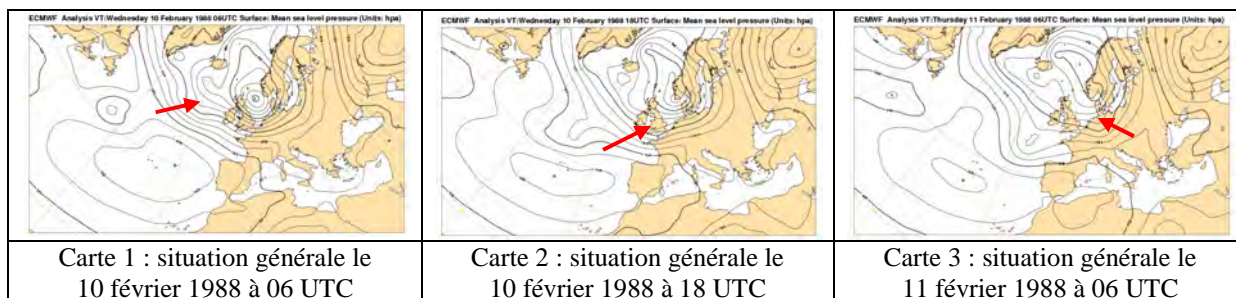 ECMWF Analysis VT:Wednesday 10 February 1988 06UTC Surface: Mean sea level pressure (Units: hpa)
ECMWF Analysis VT:Wednesday 10 February 1988 18UTC Surface: Mean sea level pressure (Units: hpa)
ECMWF Analysis VT:Thursday 11 February 1988 06UTC Surface: Mean sea level pressure (Units: hpa)
Carte 1 : situation générale le
10 février 1988 à 06 UTC
Carte 2 : situation générale le
10 février 1988 à 18 UTC
Carte 3 : situation générale le
11 février 1988 à 06 UTC